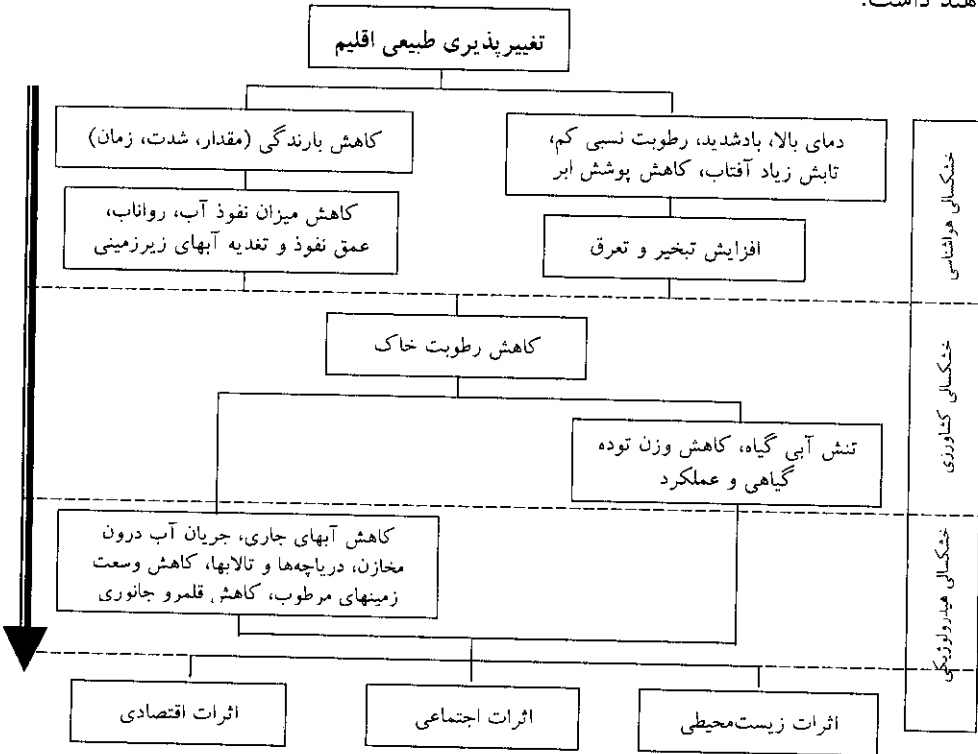 داشت.
تغییرپذیری طبیعی اقلیم
دمای بالا، بادشدید، رطوبت نسبی کم،
تابش زیاد آفتاب، کاهش پوشش ابر
کاهش بارندگی (مقدار، شدت، زمان)
افزایش تبخیر و تعرق
کاهش میزان نفوذ آب، رواناب،
عمق نفوذ و تغذیه آبهای زیرزمینی
خشکسالی هواشناسی
کاهش رطوبت خاک
تنش آبی گیاه، کاهش وزن توده
گیاهی و عملکرد
خشکسالی کشاورزی
کاهش آبهای جاری، جریان آب درون
مخازن، دریاچه‌ها و تالابها، کاهش وسعت
زمینهای مرطوب، کاهش قلمرو جانوری
خشکسالی هیدرولوژیکی
اثرات زیست‌محیطی
اثرات اجتماعی
اثرات اقتصادی